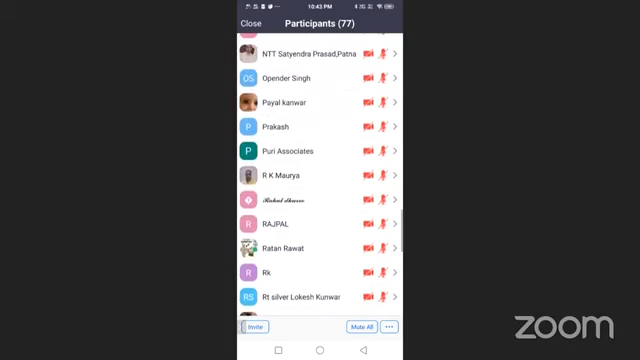 10:43 PM
Close
Participants (77)
NTT Satyendra Prasad,Patna
OS
Opender Singh
Payal kanwar
P
Prakash
P
Puri Associates
R K Maurya
R
RAJPAL
Ratan Rawat
R
Rk
RS
Rt silver Lokesh Kunwar
Invite
Mute All
zoom